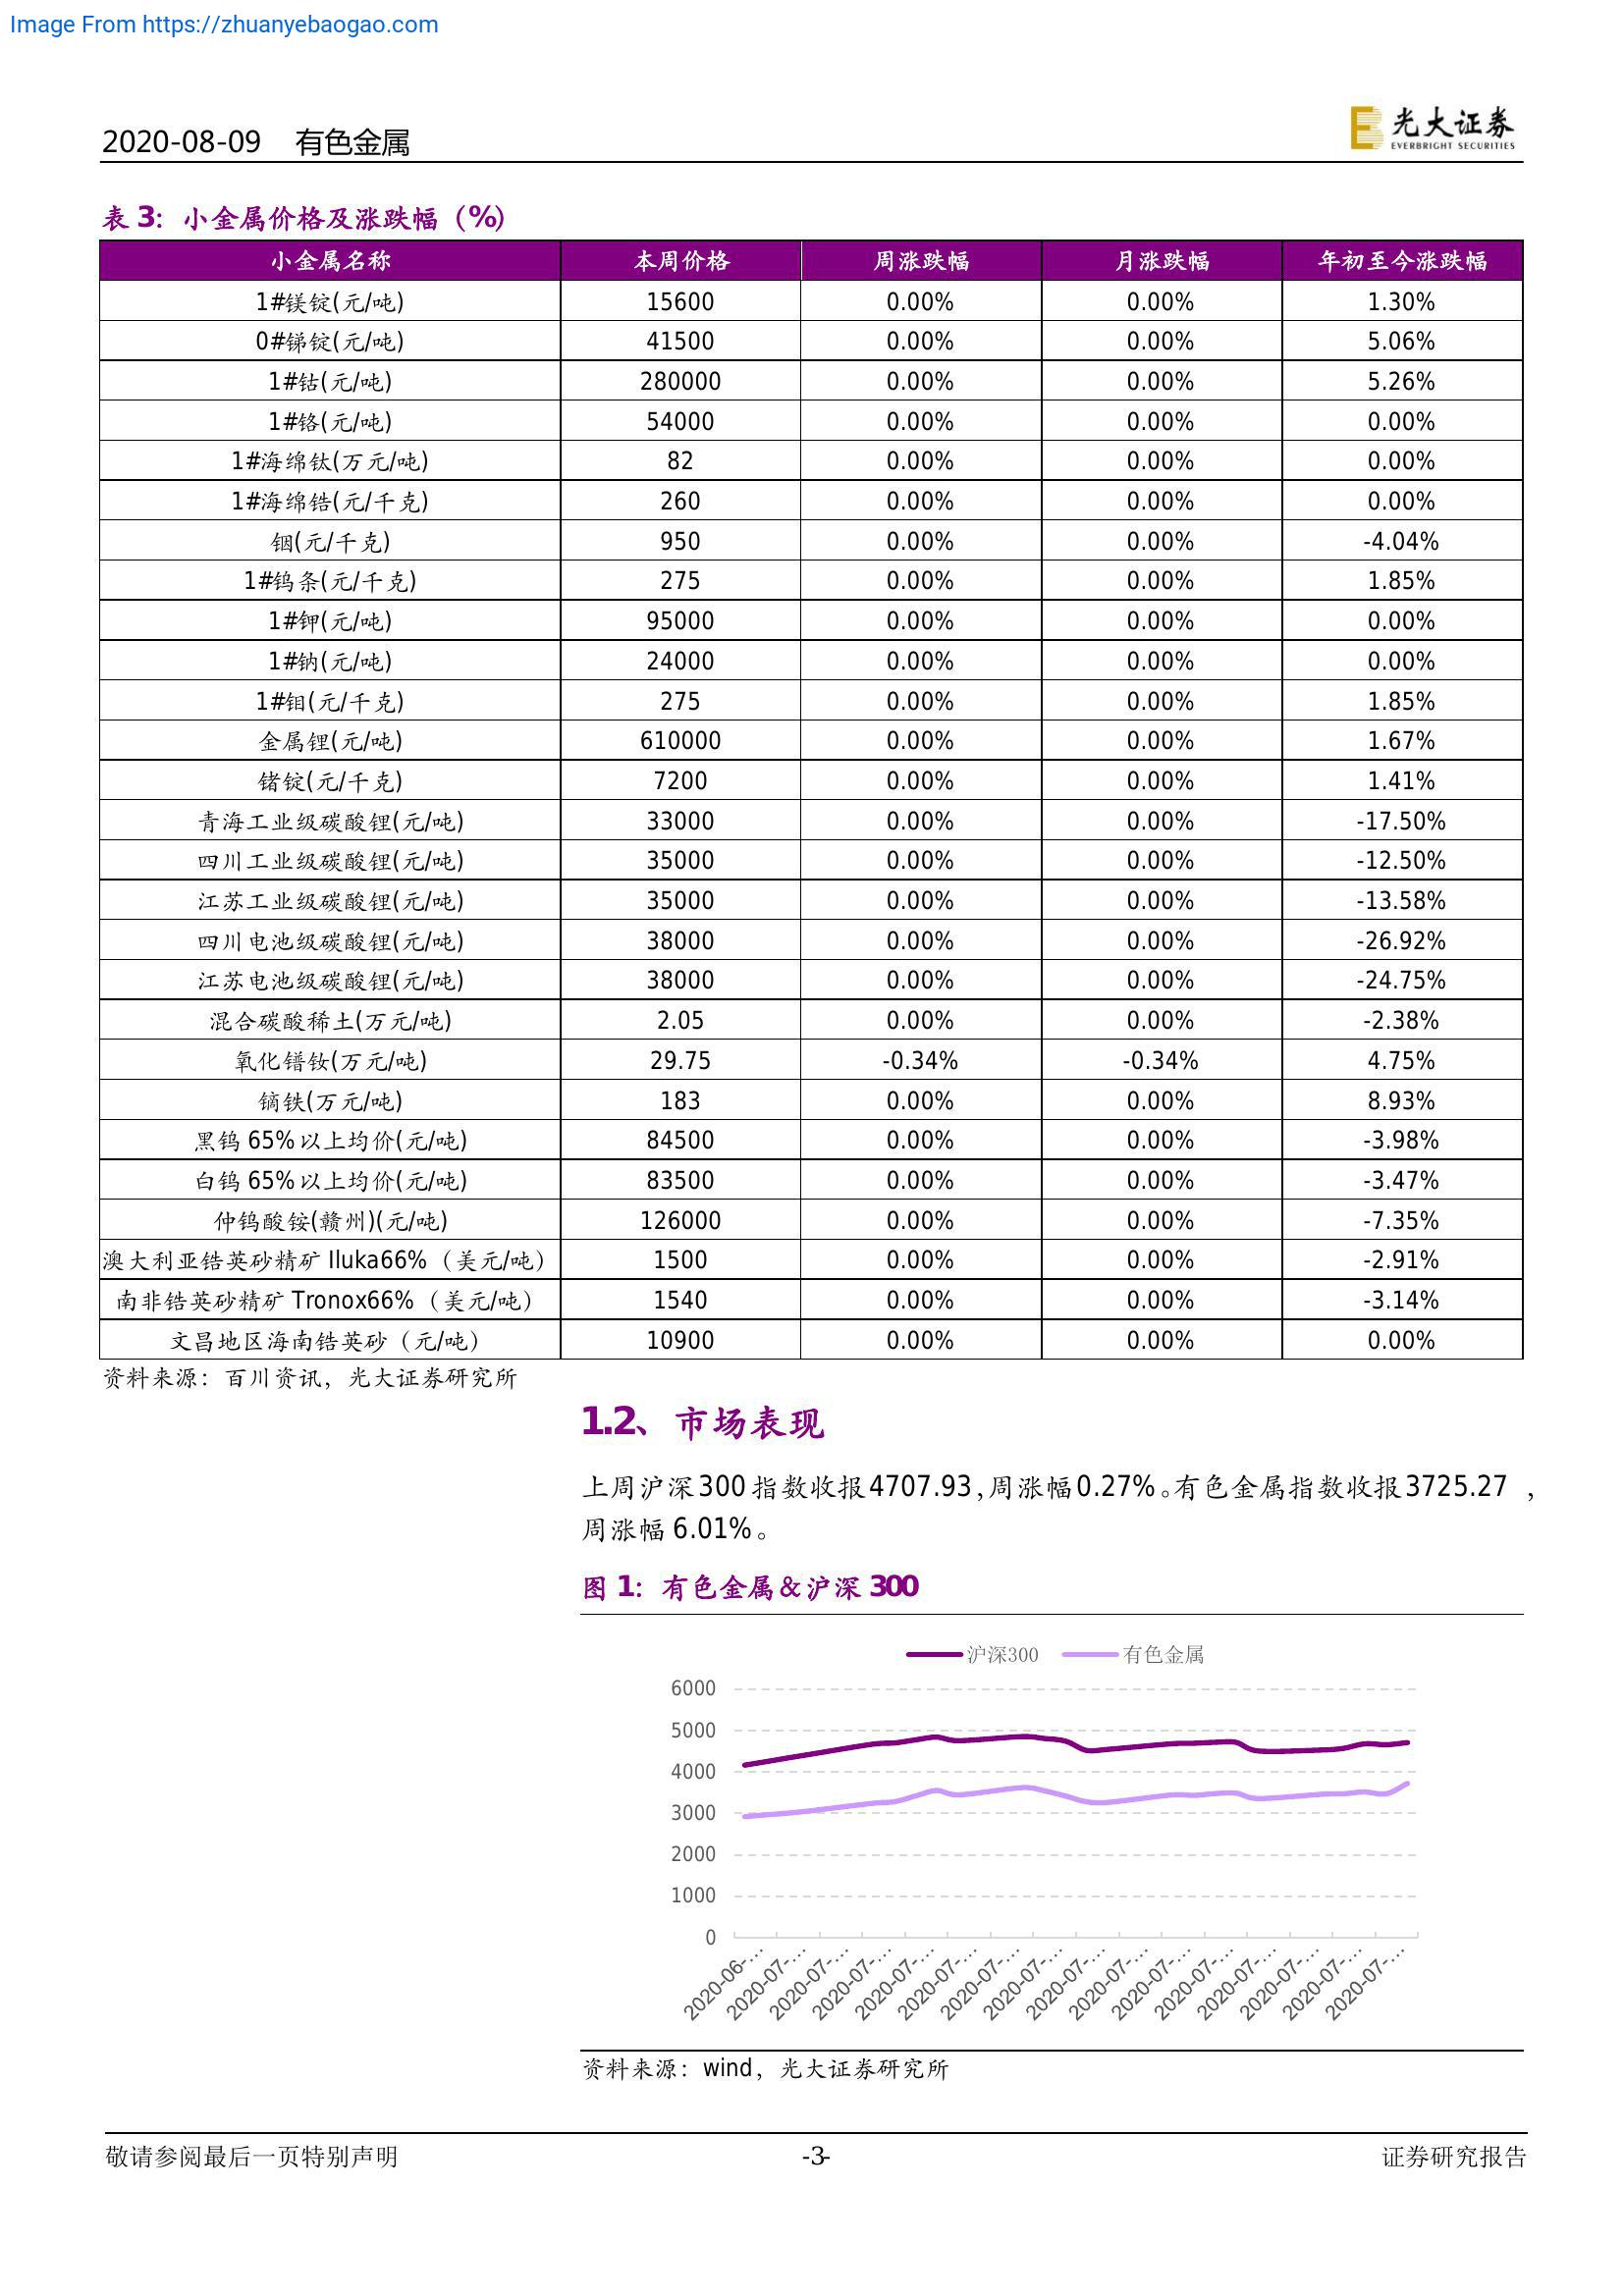 Image From https://zhuanyebaogao.com
2020-08-09 有色金属
光大证券
EVERBRIGHT SECURITIES
表 3：小金属价格及涨跌幅（%）
小金属名称 本周价格 周涨跌幅 月涨跌幅 年初至今涨跌幅
1#镁锭(元/吨) 15600 0.00% 0.00% 1.30%
0#锑锭(元/吨) 41500 0.00% 0.00% 5.06%
1#钴(元/吨) 280000 0.00% 0.00% 5.26%
1#铬(元/吨) 54000 0.00% 0.00% 0.00%
1#海绵钛(万元/吨) 82 0.00% 0.00% 0.00%
1#海绵锆(元/千克) 260 0.00% 0.00% 0.00%
铟(元/千克) 950 0.00% 0.00% -4.04%
1#钨条(元/千克) 275 0.00% 0.00% 1.85%
1#钾(元/吨) 95000 0.00% 0.00% 0.00%
1#钠(元/吨) 24000 0.00% 0.00% 0.00%
1#钼(元/千克) 275 0.00% 0.00% 1.85%
金属锂(元/吨) 610000 0.00% 0.00% 1.67%
锗锭(元/千克) 7200 0.00% 0.00% 1.41%
青海工业级碳酸锂(元/吨) 33000 0.00% 0.00% -17.50%
四川工业级碳酸锂(元/吨) 35000 0.00% 0.00% -12.50%
江苏工业级碳酸锂(元/吨) 35000 0.00% 0.00% -13.58%
四川电池级碳酸锂(元/吨) 38000 0.00% 0.00% -26.92%
江苏电池级碳酸锂(元/吨) 38000 0.00% 0.00% -24.75%
混合碳酸稀土(万元/吨) 2.05 0.00% 0.00% -2.38%
氧化镨钕(万元/吨) 29.75 -0.34% -0.34% 4.75%
镝铁(万元/吨) 183 0.00% 0.00% 8.93%
黑钨 65%以上均价(元/吨) 84500 0.00% 0.00% -3.98%
白钨 65%以上均价(元/吨) 83500 0.00% 0.00% -3.47%
仲钨酸铵(赣州)(元/吨) 126000 0.00% 0.00% -7.35%
澳大利亚锆英砂精矿 Iluka66%（美元/吨） 1500 0.00% 0.00% -2.91%
南非锆英砂精矿 Tronox66%（美元/吨） 1540 0.00% 0.00% -3.14%
文昌地区海南锆英砂（元/吨） 10900 0.00% 0.00% 0.00%
资料来源：百川资讯，光大证券研究所
1.2、市场表现
上周沪深 300 指数收报 4707.93，周涨幅 0.27%。有色金属指数收报 3725.27 ，
周涨幅 6.01%。
图 1：有色金属＆沪深 300
沪深300 有色金属
6000
5000
4000
3000
2000
1000
0
2020-06-… 2020-07-… 2020-07-… 2020-07-… 2020-07-… 2020-07-… 2020-07-… 2020-07-… 2020-07-… 2020-07-… 2020-07-… 2020-07-… 2020-07-… 2020-07-… 2020-07-… 2020-07-…
资料来源：wind，光大证券研究所
敬请参阅最后一页特别声明 -3- 证券研究报告